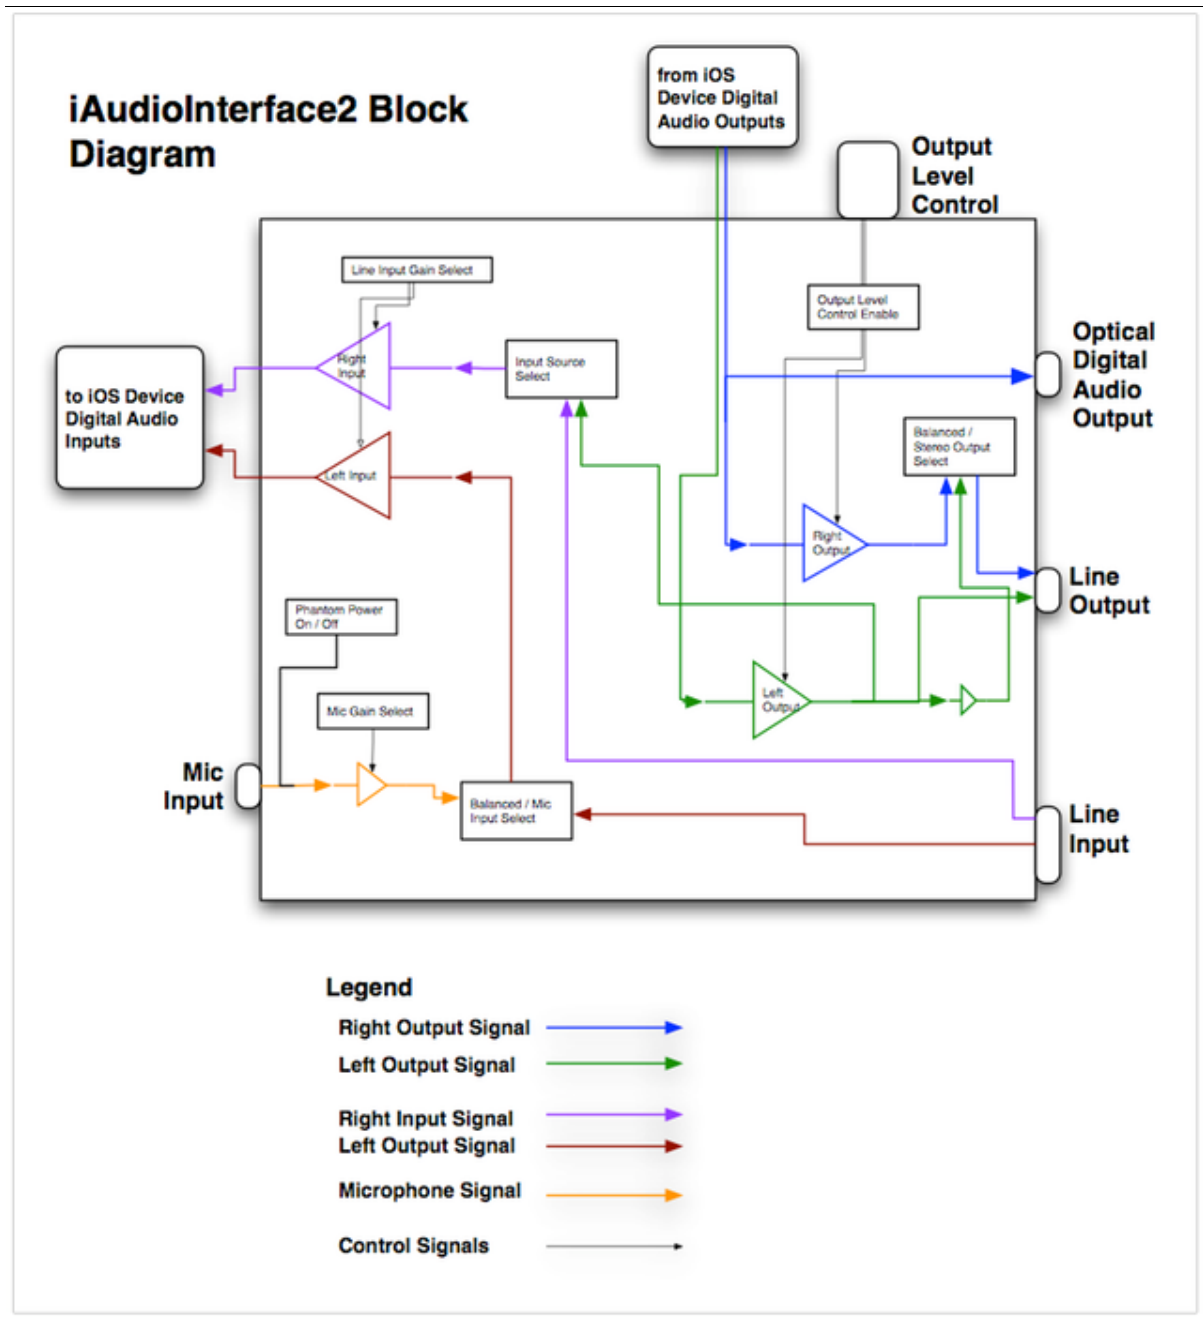 iAudioInterface2 Block
Diagram
from iOS
Device Digital
Audio Outputs
Output
Level
Control
Line Input Gain Select
Output Level
Control Enable
Optical
Digital
Audio
Output
Right
Input
Input Source
Select
to iOS Device
Digital Audio
Inputs
Balanced /
Stereo Output
Select
Left Input
Right
Output
Line
Output
Phantom Power
On / Off
Left
Output
Mic Gain Select
Mic
Input
Balanced / Mic
Input Select
Line
Input
Legend
Right Output Signal
Left Output Signal
Right Input Signal
Left Output Signal
Microphone Signal
Control Signals